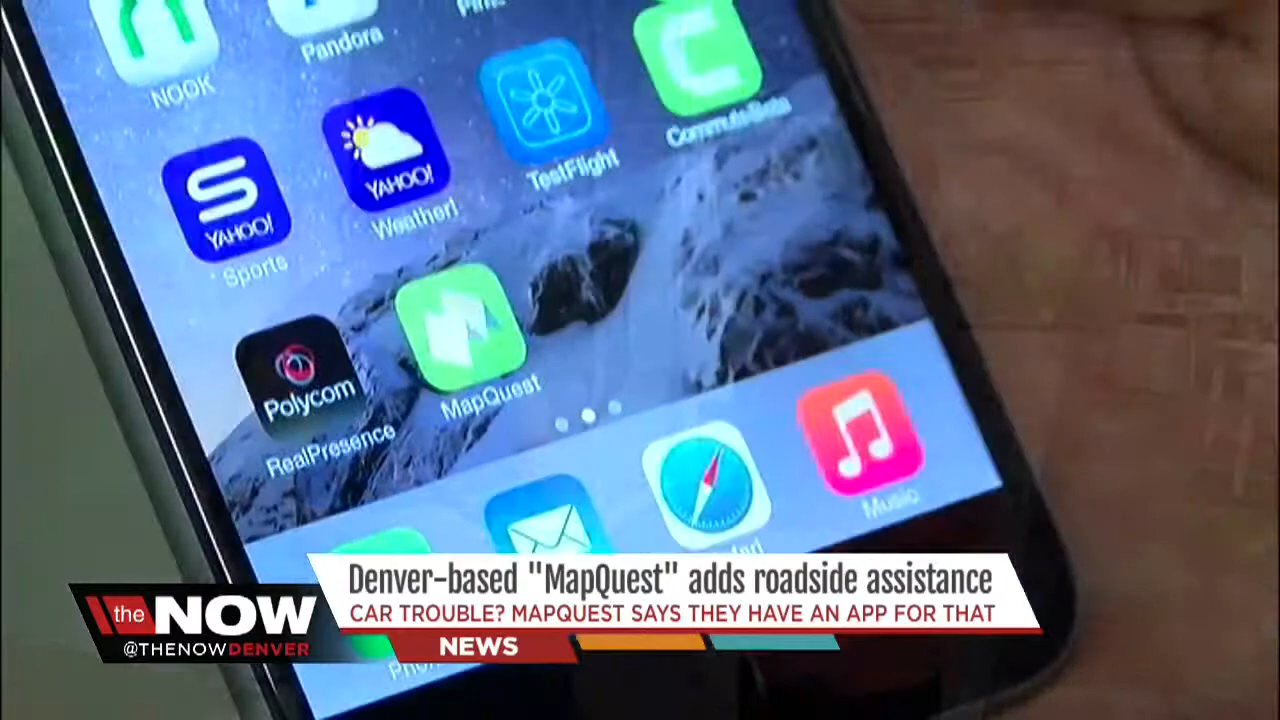 NOOK
Pandora
YAHOO!
Sports
YAHOO!
Weather!
TestFlight
CommuteBeta
Polycom
RealPresence
MapQuest
Music
Denver-based "MapQuest" adds roadside assistance
CAR TROUBLE? MAPQUEST SAYS THEY HAVE AN APP FOR THAT
the NOW
@THENOWDENVER
NEWS